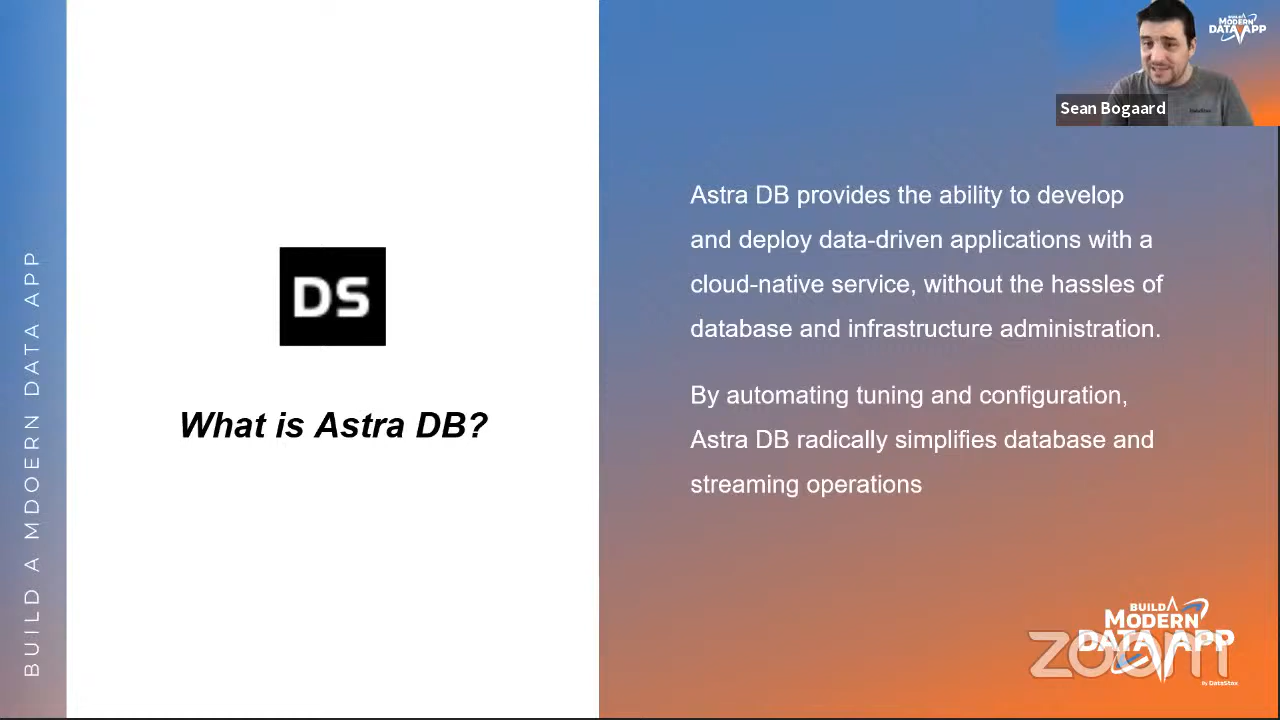 BUILD A MDOERN DATA APP
DS
What is Astra DB?
BUILD A
MODERN
DATA APP
Sean Bogaard
DataStax
Astra DB provides the ability to develop
and deploy data-driven applications with a
cloud-native service, without the hassles of
database and infrastructure administration.
By automating tuning and configuration,
Astra DB radically simplifies database and
streaming operations
BUILD A
MODERN
DATA APP
By DataStax
zoom